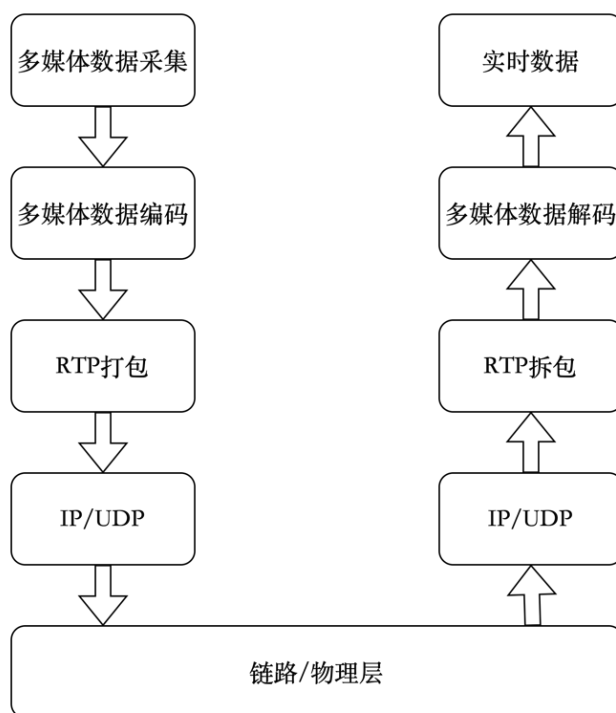 多媒体数据采集
实时数据
多媒体数据编码
多媒体数据解码
RTP打包
RTP拆包
IP/UDP
IP/UDP
链路/物理层